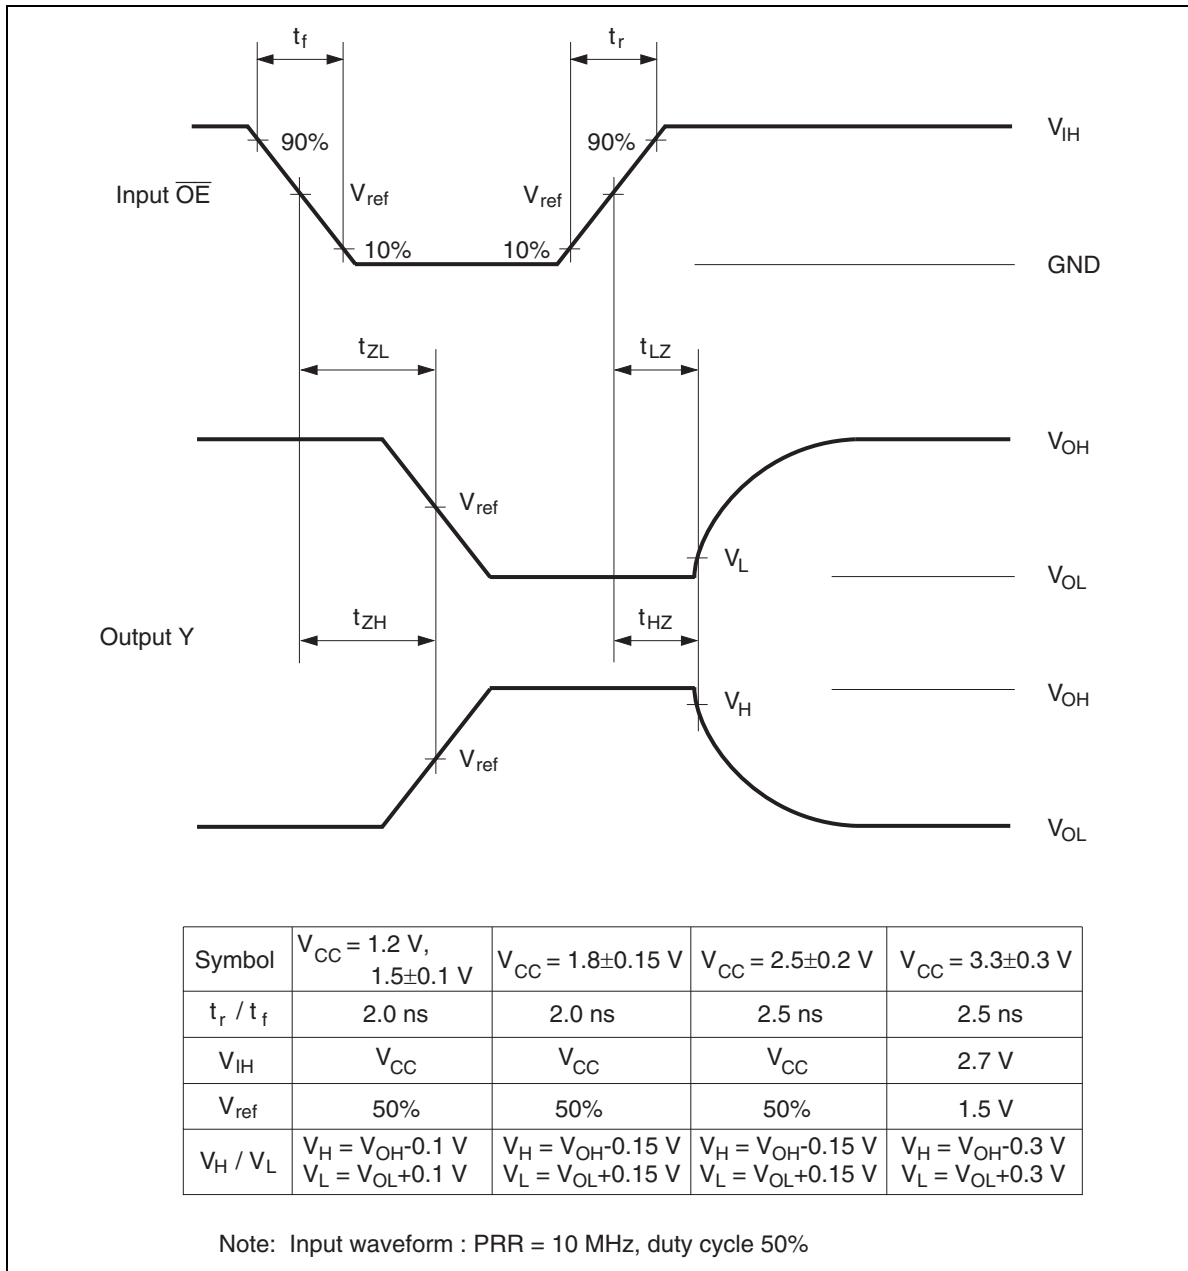 tf tr
90% 90% VIH
Input OE Vref Vref
10% 10% GND
tZL tLZ
VOH
Vref
VL
VOL
tZH tHZ
Output Y
VOH
VH
Vref
VOL
Symbol VCC = 1.2 V, 1.5±0.1 V VCC = 1.8±0.15 V VCC = 2.5±0.2 V VCC = 3.3±0.3 V
tr / tf 2.0 ns 2.0 ns 2.5 ns 2.5 ns
VIH VCC VCC VCC 2.7 V
Vref 50% 50% 50% 1.5 V
VH / VL VH = VOH-0.1 V VH = VOH-0.15 V VH = VOH-0.15 V VH = VOH-0.3 V
VL = VOL+0.1 V VL = VOL+0.15 V VL = VOL+0.15 V VL = VOL+0.3 V
Note: Input waveform : PRR = 10 MHz, duty cycle 50%